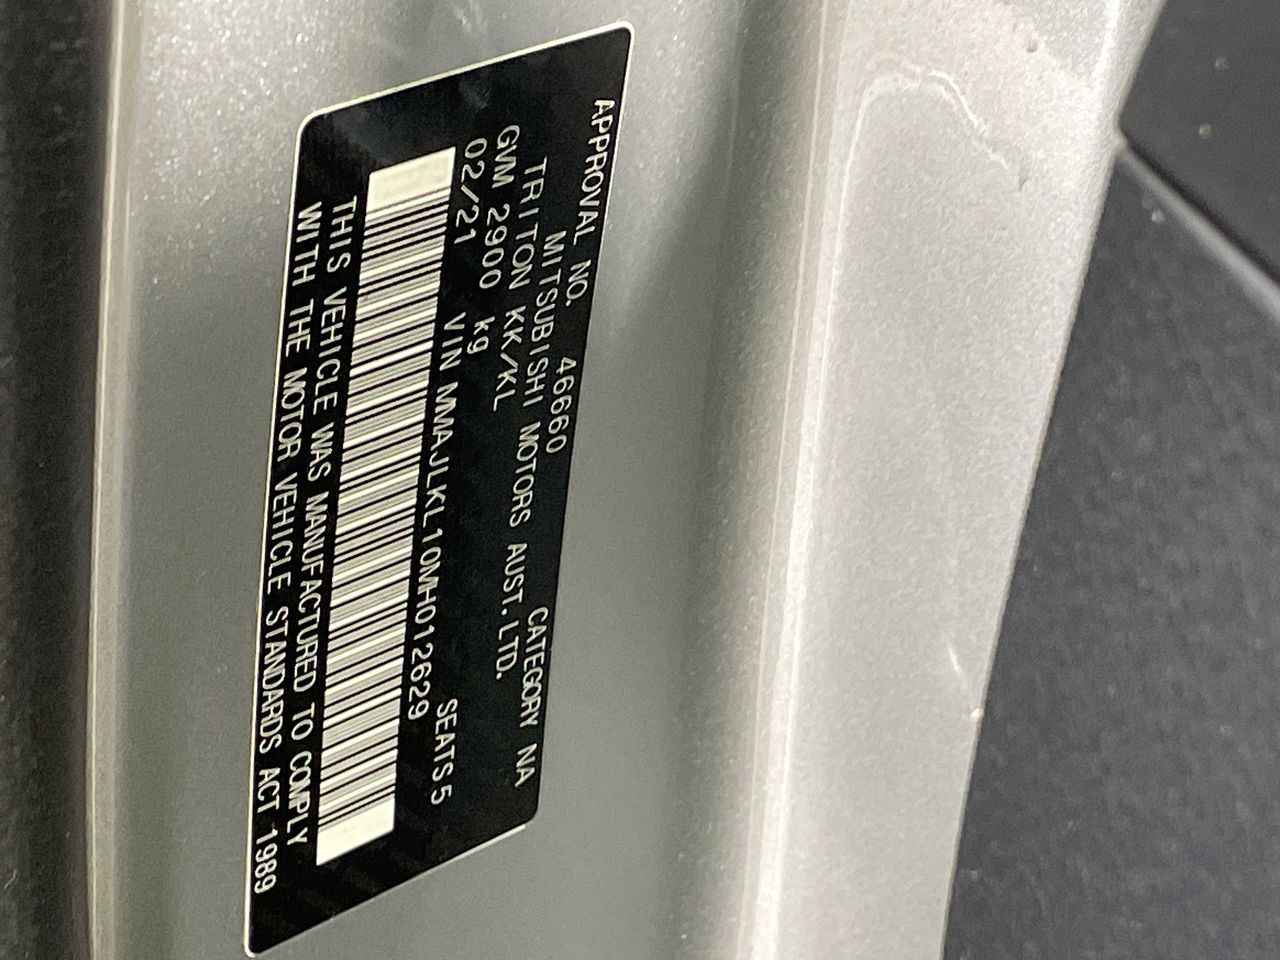 APPROVAL NO. 46660 CATEGORY NA
MITSUBISHI MOTORS AUST.LTD.
TRITON KK/KL
GVM 2900 kg SEATS 5
02/21 VIN MMAJLKL10MH012629
THIS VEHICLE WAS MANUFACTURED TO COMPLY
WITH THE MOTOR VEHICLE STANDARDS ACT 1989